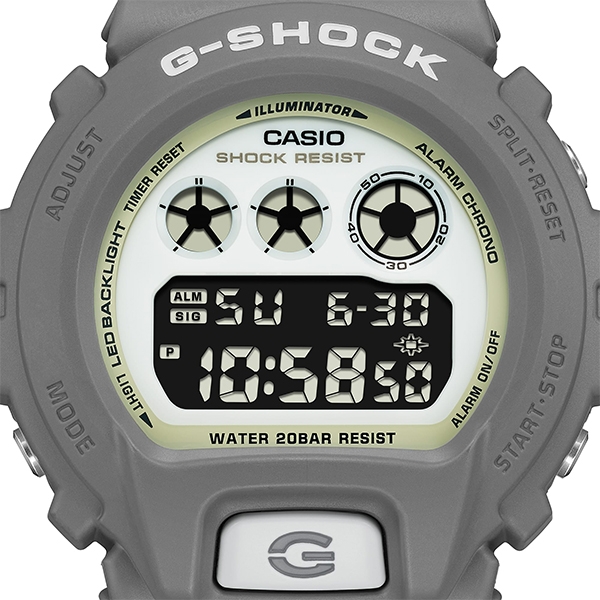 G-SHOCK
ILLUMINATOR
CASIO
SHOCK RESIST
ADJUST
TIMER RESET
ALARM CHRONO
SPLIT·RESET
50 10
40 20
30
LED BACKLIGHT
ALM SU 6-30
SIG
P 10:58 50
LIGHT
ALARM ON/OFF
MODE
START·STOP
WATER 20BAR RESIST
G